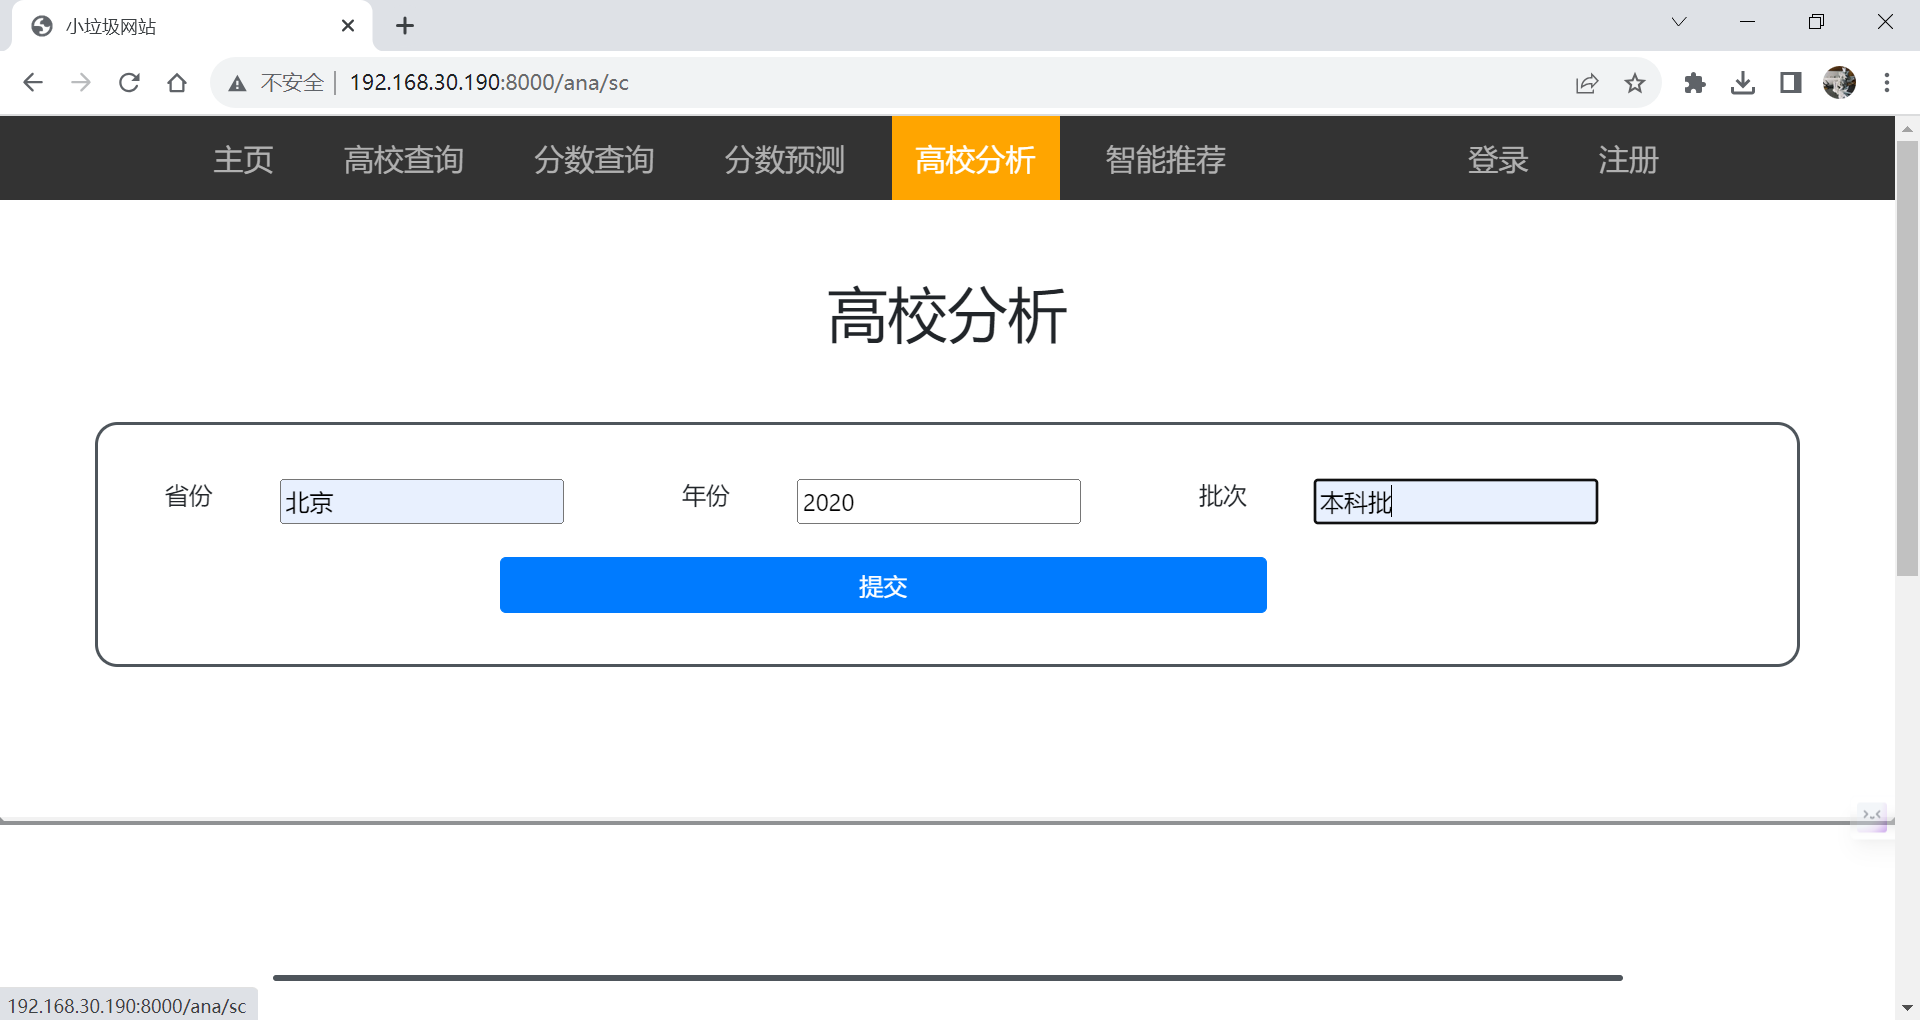 小垃圾网站
不安全 192.168.30.190:8000/ana/sc
主页 高校查询 分数查询 分数预测 高校分析 智能推荐 登录 注册
高校分析
省份 北京 年份 2020 批次 本科批
提交
192.168.30.190:8000/ana/sc